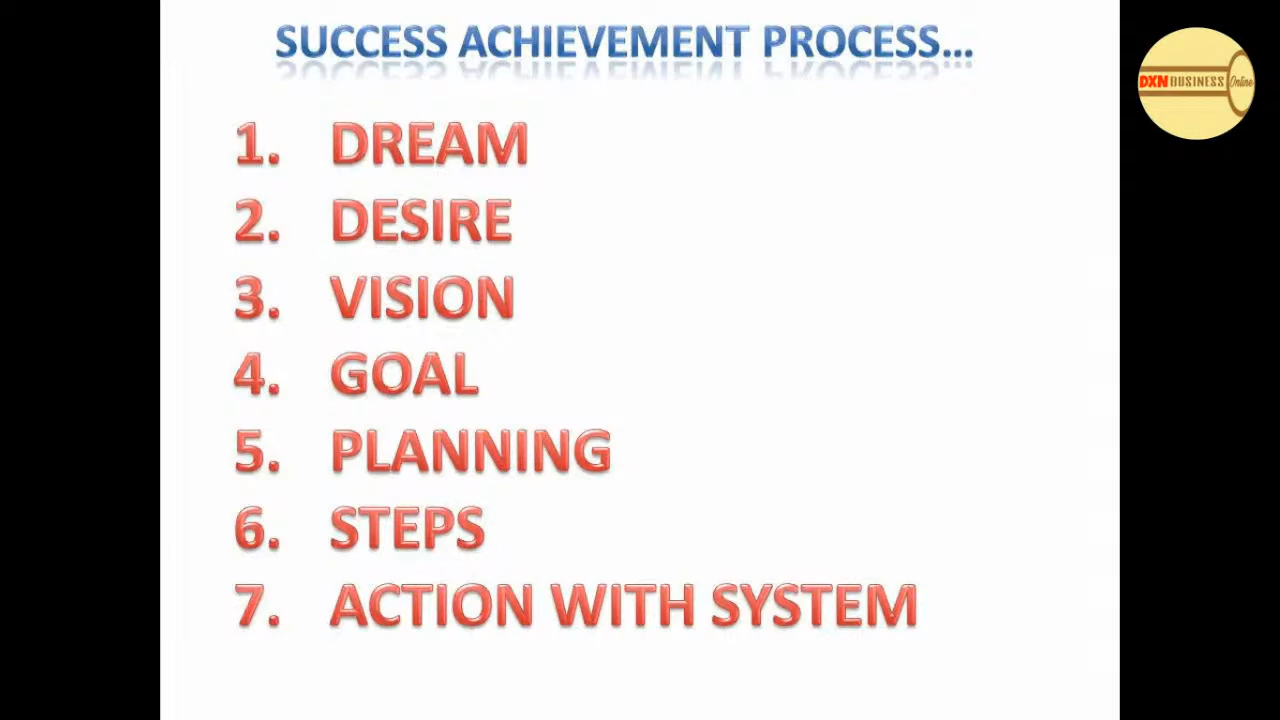 SUCCESS ACHIEVEMENT PROCESS...
DXN BUSINESS Online
1. DREAM
2. DESIRE
3. VISION
4. GOAL
5. PLANNING
6. STEPS
7. ACTION WITH SYSTEM